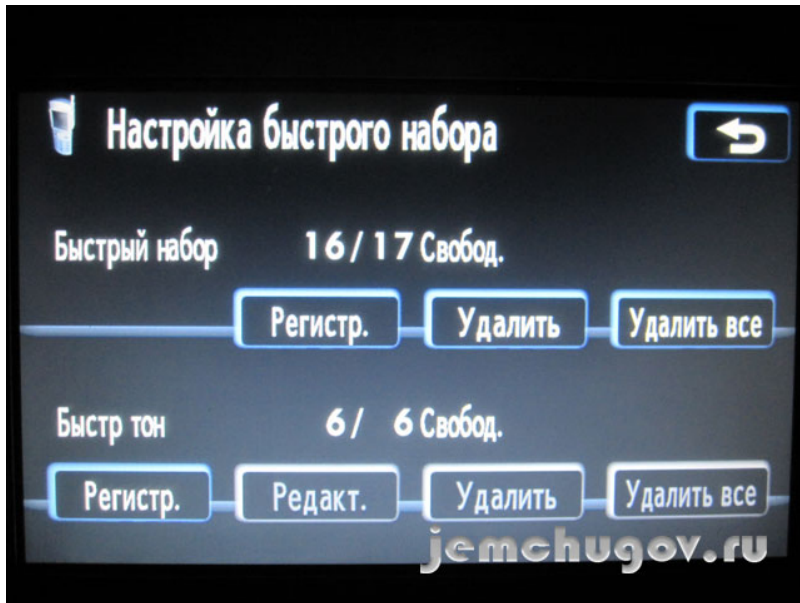 Настройка быстрого набора
Быстрый набор 16/17 Свобод.
Регистр. Удалить Удалить все
Быстр тон 6/ 6 Свобод.
Регистр. Редакт. Удалить Удалить все
jemchugov.ru